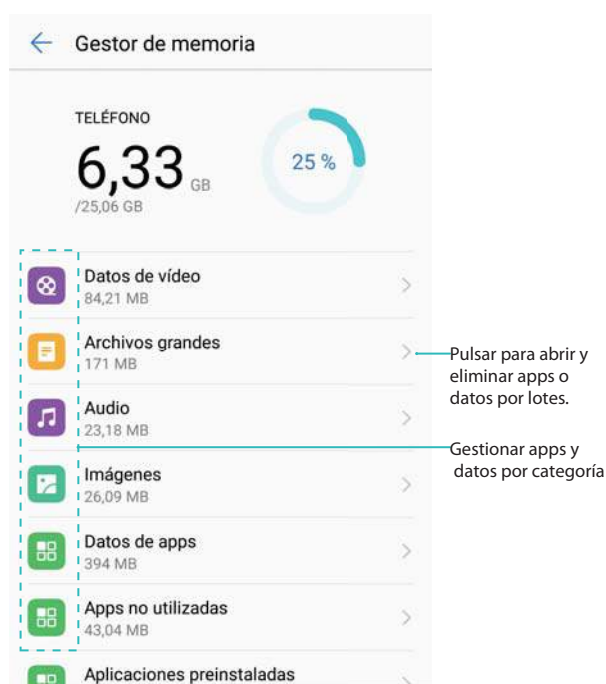 Gestor de memoria
TELÉFONO
6,33 GB
/25,06 GB
25 %
Datos de vídeo
84,21 MB
Archivos grandes
171 MB
Pulsar para abrir y
eliminar apps o
datos por lotes.
Audio
23,18 MB
Gestionar apps y
datos por categoría
Imágenes
26,09 MB
Datos de apps
394 MB
Apps no utilizadas
43,04 MB
Aplicaciones preinstaladas